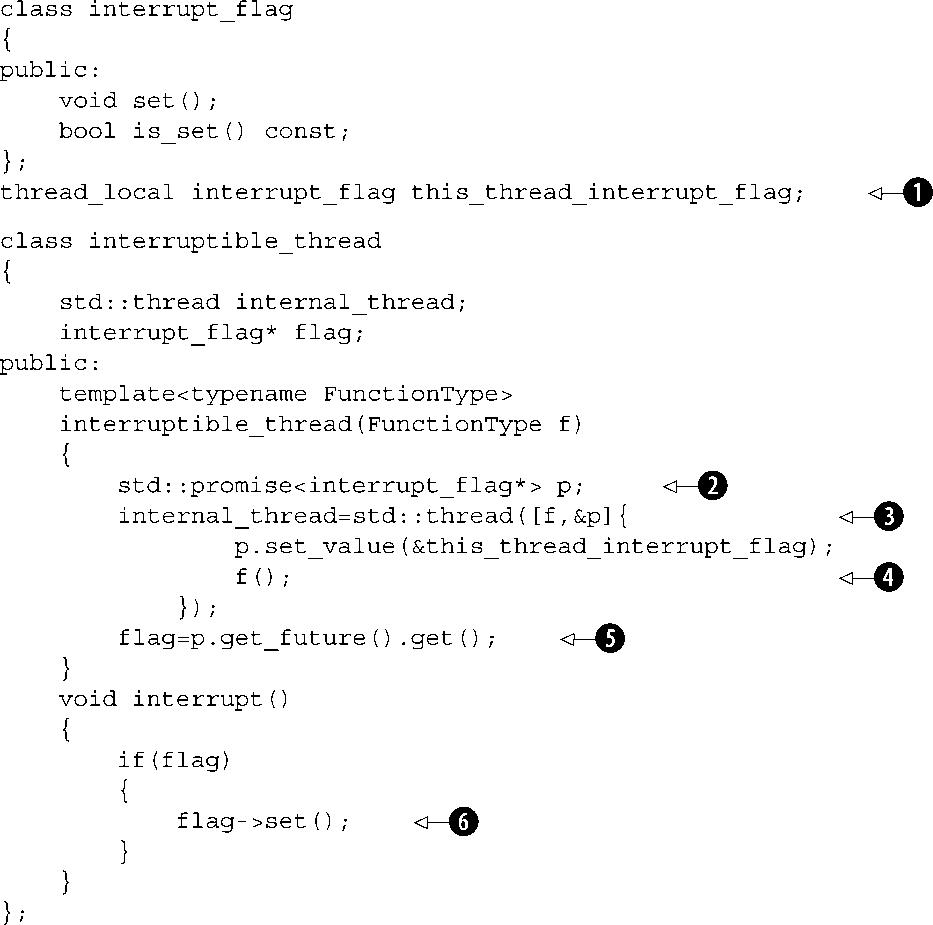 class interrupt_flag
{
public:
    void set();
    bool is_set() const;
};
thread_local interrupt_flag this_thread_interrupt_flag; 1
class interruptible_thread
{
    std::thread internal_thread;
    interrupt_flag* flag;
public:
    template<typename FunctionType>
    interruptible_thread(FunctionType f)
    {
        std::promise<interrupt_flag*> p; 2
        internal_thread=std::thread([f,&p]{ 3
                p.set_value(&this_thread_interrupt_flag);
                f(); 4
            });
        flag=p.get_future().get(); 5
    }
    void interrupt()
    {
        if(flag)
        {
            flag->set(); 6
        }
    }
};